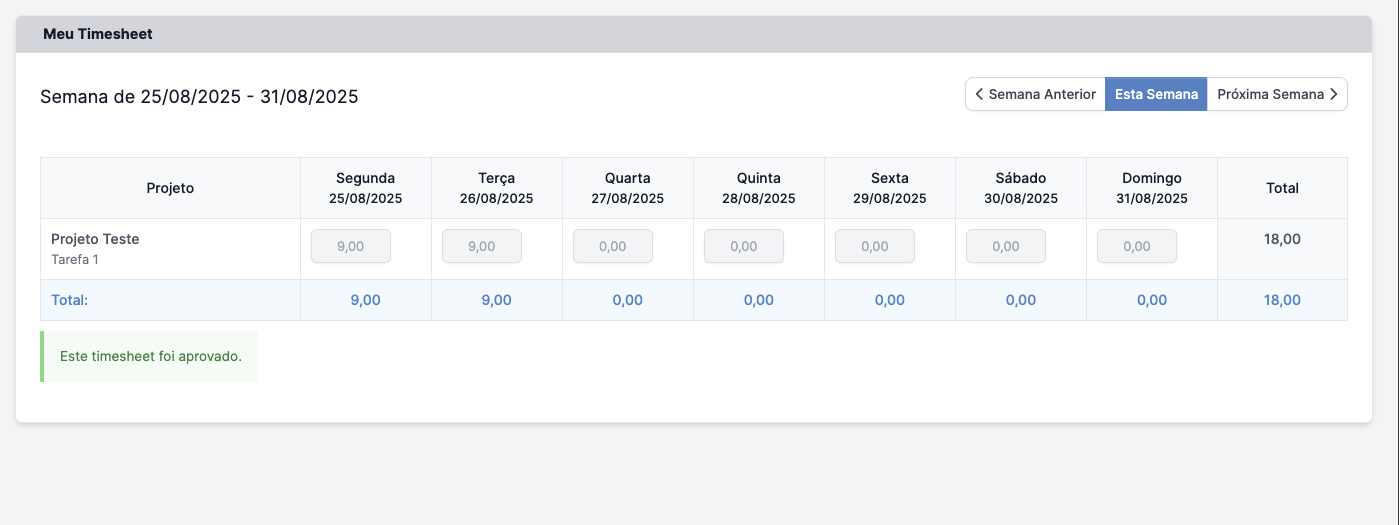 Meu Timesheet
Semana de 25/08/2025 - 31/08/2025
Semana Anterior Esta Semana Próxima Semana
Projeto Segunda Terça Quarta Quinta Sexta Sábado Domingo Total
25/08/2025 26/08/2025 27/08/2025 28/08/2025 29/08/2025 30/08/2025 31/08/2025
Projeto Teste 9,00 9,00 0,00 0,00 0,00 0,00 0,00 18,00
Tarefa 1
Total: 9,00 9,00 0,00 0,00 0,00 0,00 0,00 18,00
Este timesheet foi aprovado.